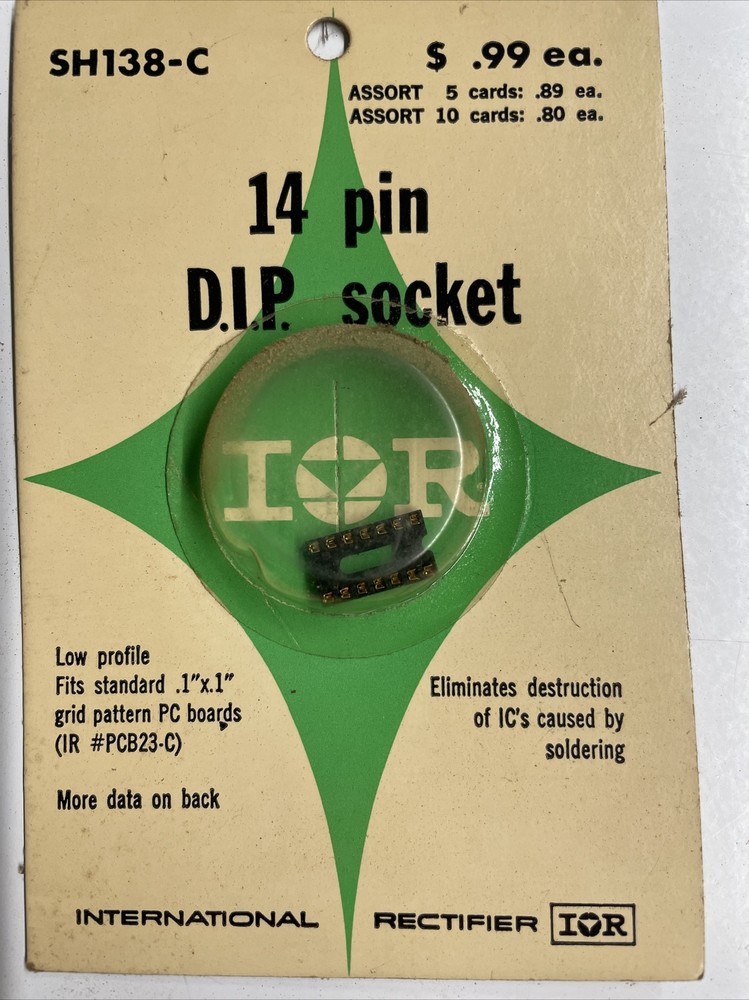 SH138-C
$ .99 ea.
ASSORT 5 cards: .89 ea.
ASSORT 10 cards: .80 ea.
14 pin
D.I.P. socket
IOR
Low profile
Fits standard .1"x.1"
grid pattern PC boards
(IR #PCB23-C)
More data on back
Eliminates destruction
of IC's caused by
soldering
INTERNATIONAL RECTIFIER IOR